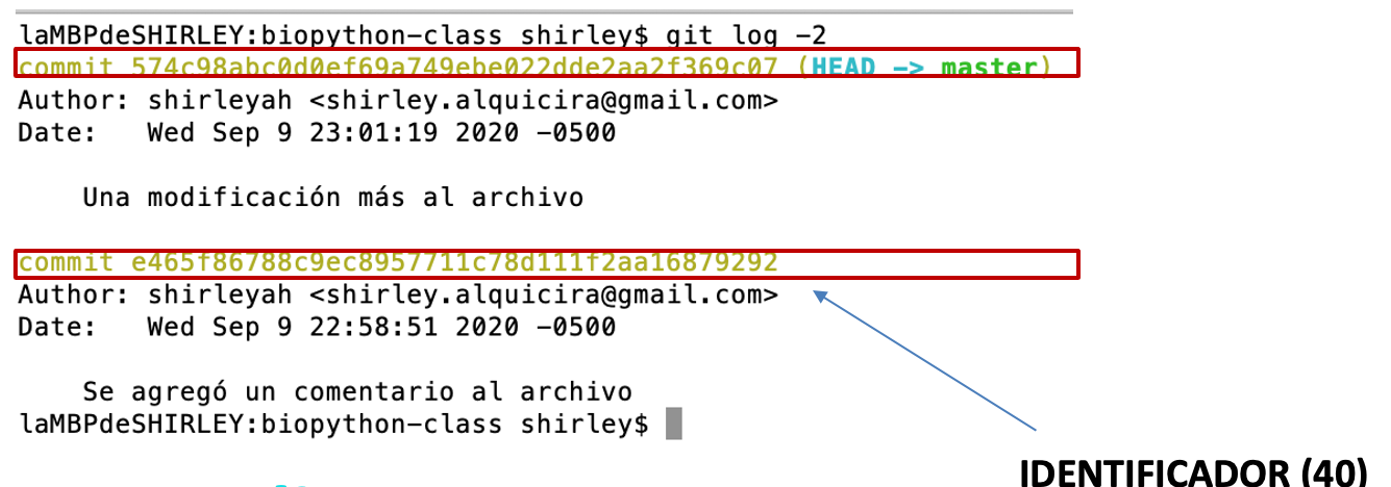 laMBPdeSHIRLEY:biopython-class shirley$ git log -2
commit 574c98abc0d0ef69a749ebe022dde2aa2f369c07 (HEAD -> master)
Author: shirleyah <shirley.alquicira@gmail.com>
Date:   Wed Sep 9 23:01:19 2020 -0500
Una modificación más al archivo
commit e465f86788c9ec8957711c78d111f2aa16879292
Author: shirleyah <shirley.alquicira@gmail.com>
Date:   Wed Sep 9 22:58:51 2020 -0500
Se agregó un comentario al archivo
laMBPdeSHIRLEY:biopython-class shirley$
IDENTIFICADOR (40)